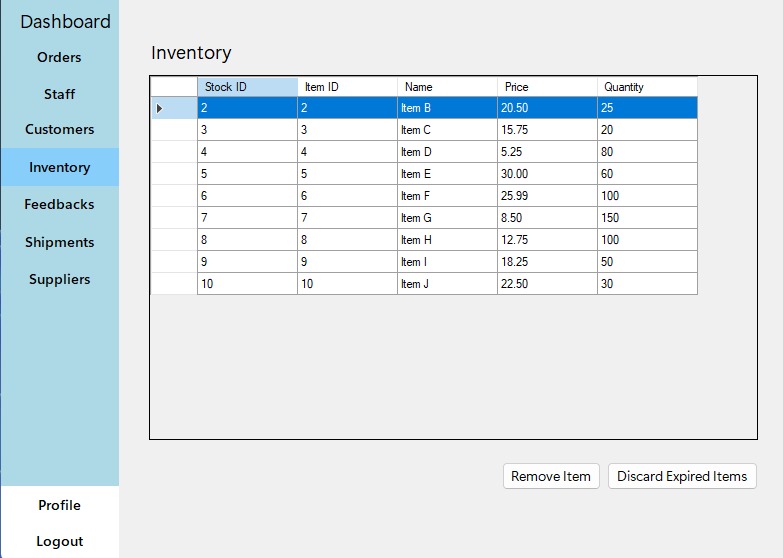 Dashboard
Orders
Staff
Customers
Inventory
Feedbacks
Shipments
Suppliers
Profile
Logout
Inventory
Stock ID Item ID Name Price Quantity
2 2 Item B 20.50 25
3 3 Item C 15.75 20
4 4 Item D 5.25 80
5 5 Item E 30.00 60
6 6 Item F 25.99 100
7 7 Item G 8.50 150
8 8 Item H 12.75 100
9 9 Item I 18.25 50
10 10 Item J 22.50 30
Remove Item Discard Expired Items